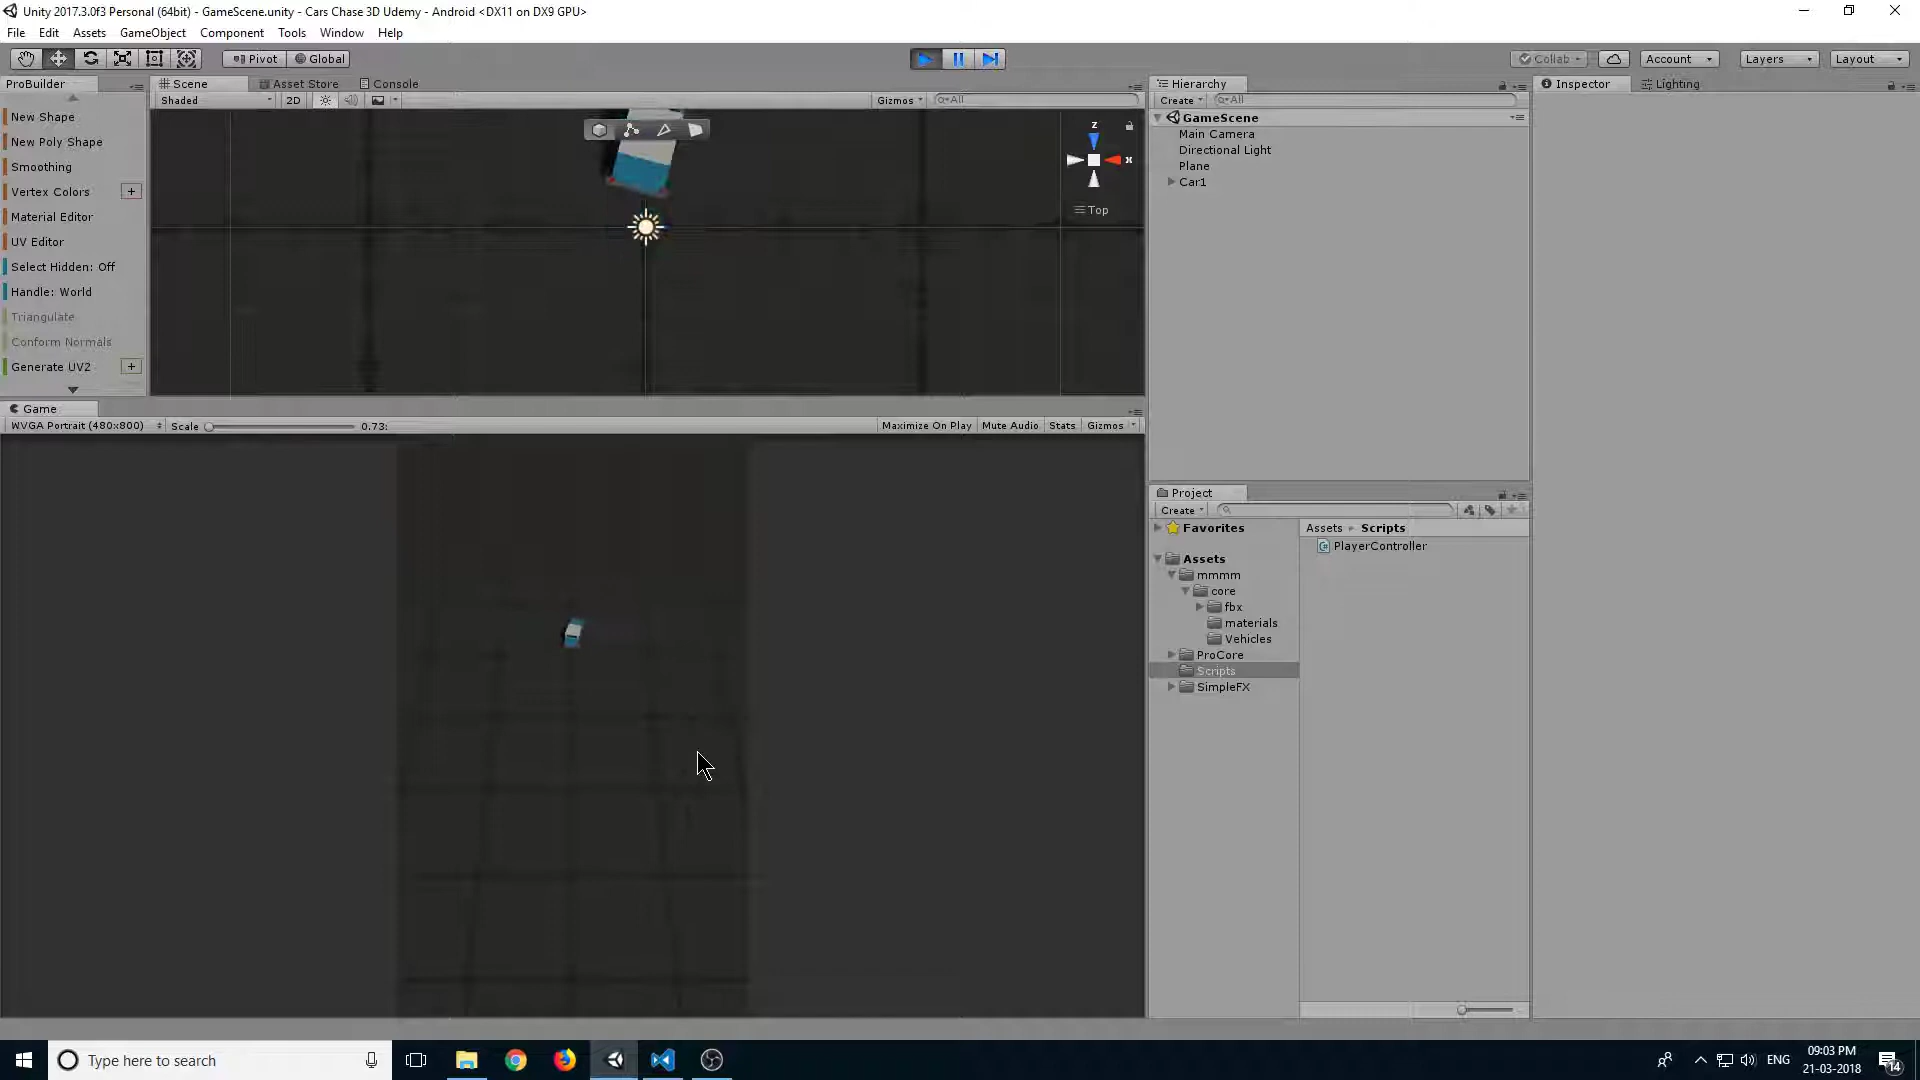 Unity 2017.3.0f3 Personal (64bit) - GameScene.unity - Cars Chase 3D Udemy - Android <DX11 on DX9 GPU>
File Edit Assets GameObject Component Tools Window Help
Pivot Global Collab Account Layers Layout
ProBuilder Scene Asset Store Console Hierarchy Inspector Lighting
Shaded 2D Gizmos All Create All
New Shape
New Poly Shape
Smoothing
Vertex Colors +
Material Editor
UV Editor
Select Hidden: Off
Handle: World
Triangulate
Conform Normals
Generate UV2 +
z
x
Top
GameScene
Main Camera
Directional Light
Plane
Car1
Game
WVGA Portrait (480x800) Scale 0.73: Maximize On Play Mute Audio Stats Gizmos
Project
Create
Favorites
Assets
mmmm
core
fbx
materials
Vehicles
ProCore
Scripts
SimpleFX
Assets Scripts
PlayerController
Type here to search
ENG
09:03 PM
21-03-2018
14